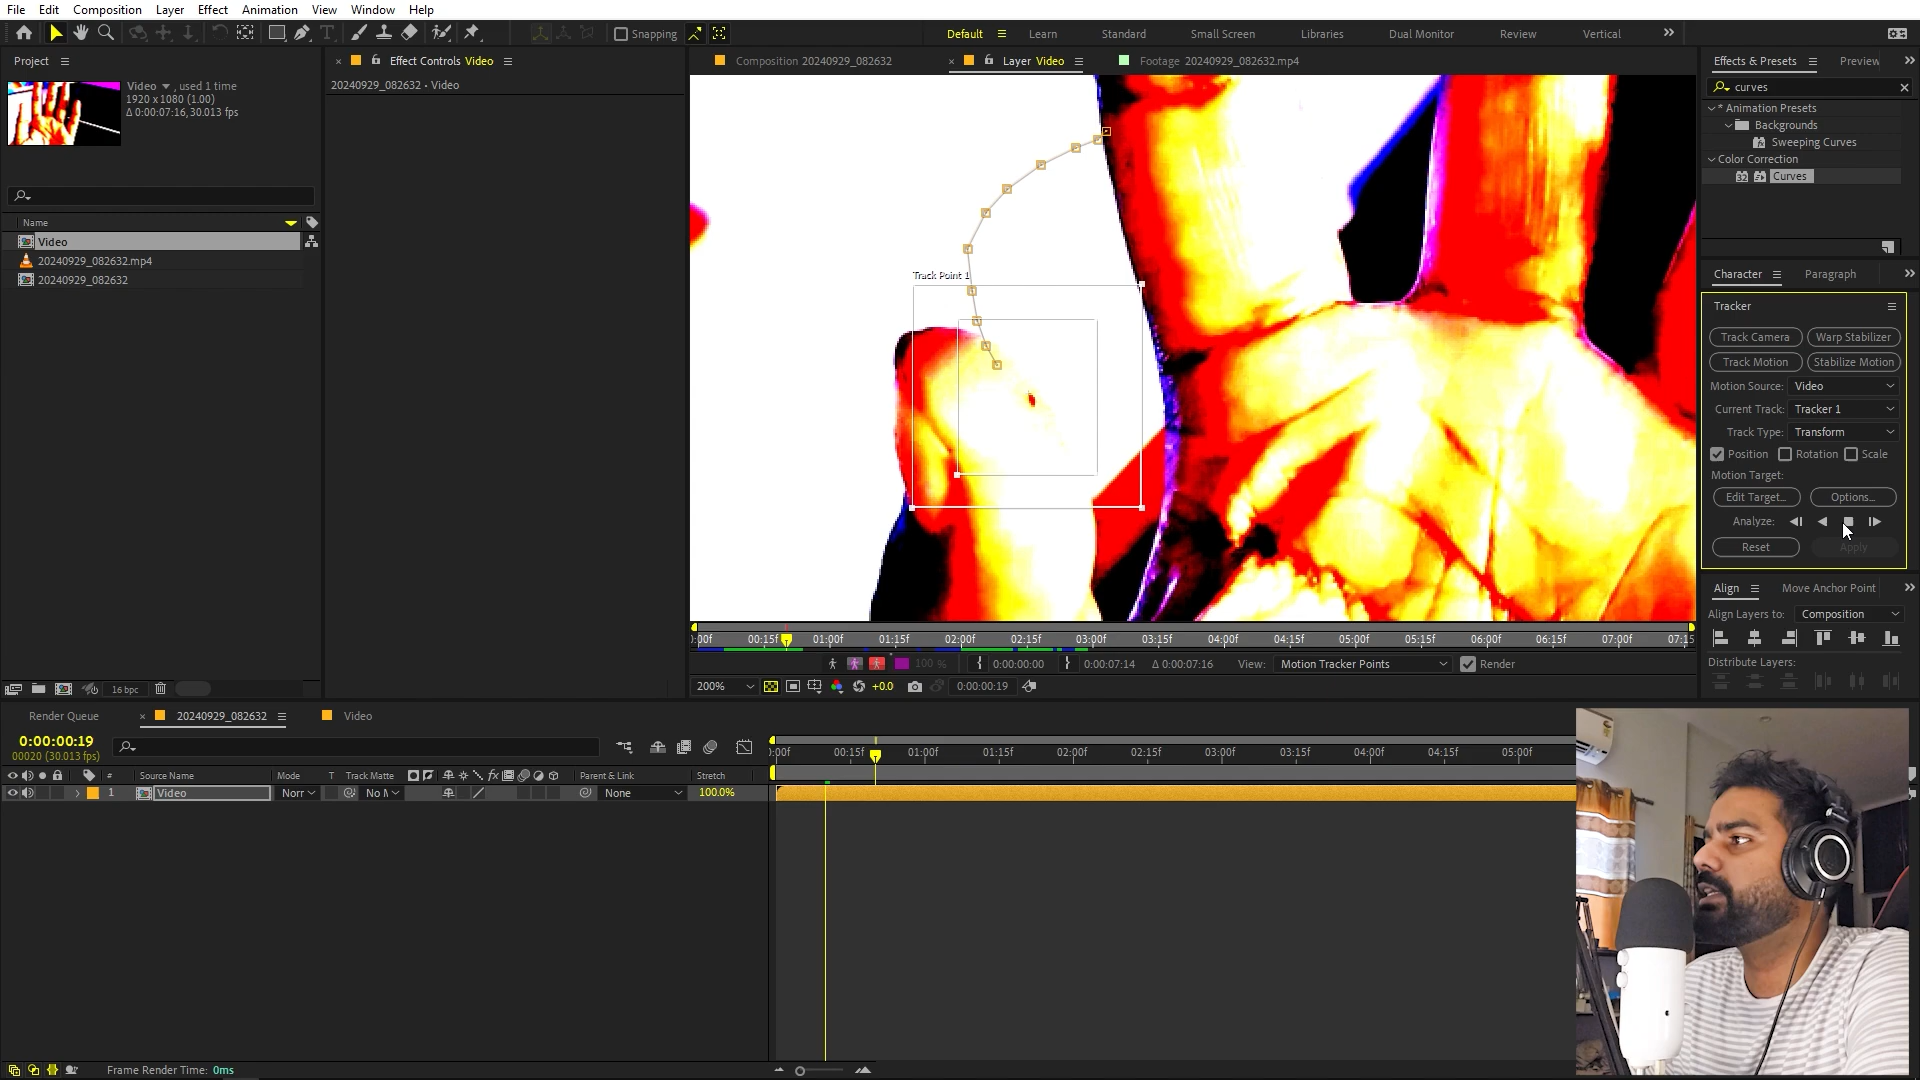 File Edit Composition Layer Effect Animation View Window Help
Snapping
Default Learn Standard Small Screen Libraries Dual Monitor Review Vertical
Project
Video , used 1 time
1920 x 1080 (1.00)
Δ 0:00:07:16, 30.013 fps
Name
Video
20240929_082632.mp4
20240929_082632
16 bpc
Effect Controls Video
20240929_082632 • Video
Composition 20240929_082632
Layer Video
Footage 20240929_082632.mp4
Track Point 1
:00f 00:15f 01:00f 01:15f 02:00f 02:15f 03:00f 03:15f 04:00f 04:15f 05:00f 05:15f 06:00f 06:15f 07:00f 07:15
100 % 0:00:00:00 0:00:07:14 Δ 0:00:07:16 View: Motion Tracker Points Render
200% +0.0 0:00:00:19
Effects & Presets Preview
curves
* Animation Presets
Backgrounds
Sweeping Curves
Color Correction
32 Curves
Character Paragraph
Tracker
Track Camera Warp Stabilizer
Track Motion Stabilize Motion
Motion Source: Video
Current Track: Tracker 1
Track Type: Transform
Position Rotation Scale
Motion Target:
Edit Target... Options...
Analyze:
Reset Apply
Align Move Anchor Point
Align Layers to: Composition
Distribute Layers:
Render Queue 20240929_082632 Video
0:00:00:19
00020 (30.013 fps)
:00f 00:15f 01:00f 01:15f 02:00f 02:15f 03:00f 03:15f 04:00f 04:15f 05:00f
# Source Name Mode T Track Matte fx Parent & Link Stretch
1 Video Norr No M None 100.0%
Frame Render Time: 0ms